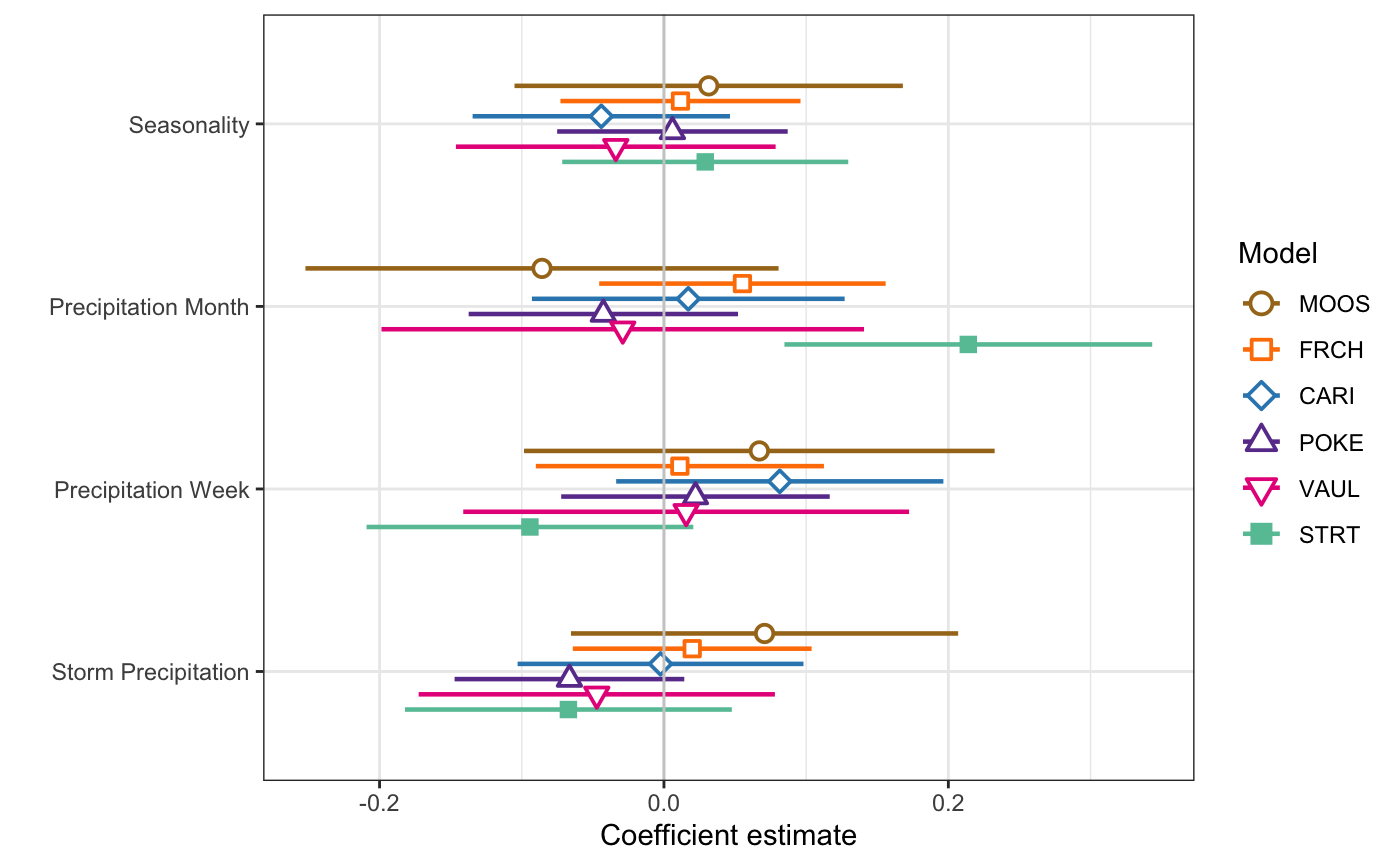 Seasonality
Precipitation Month
Precipitation Week
Storm Precipitation
-0.2
0.0
0.2
Coefficient estimate
Model
MOOS
FRCH
CARI
POKE
VAUL
STRT